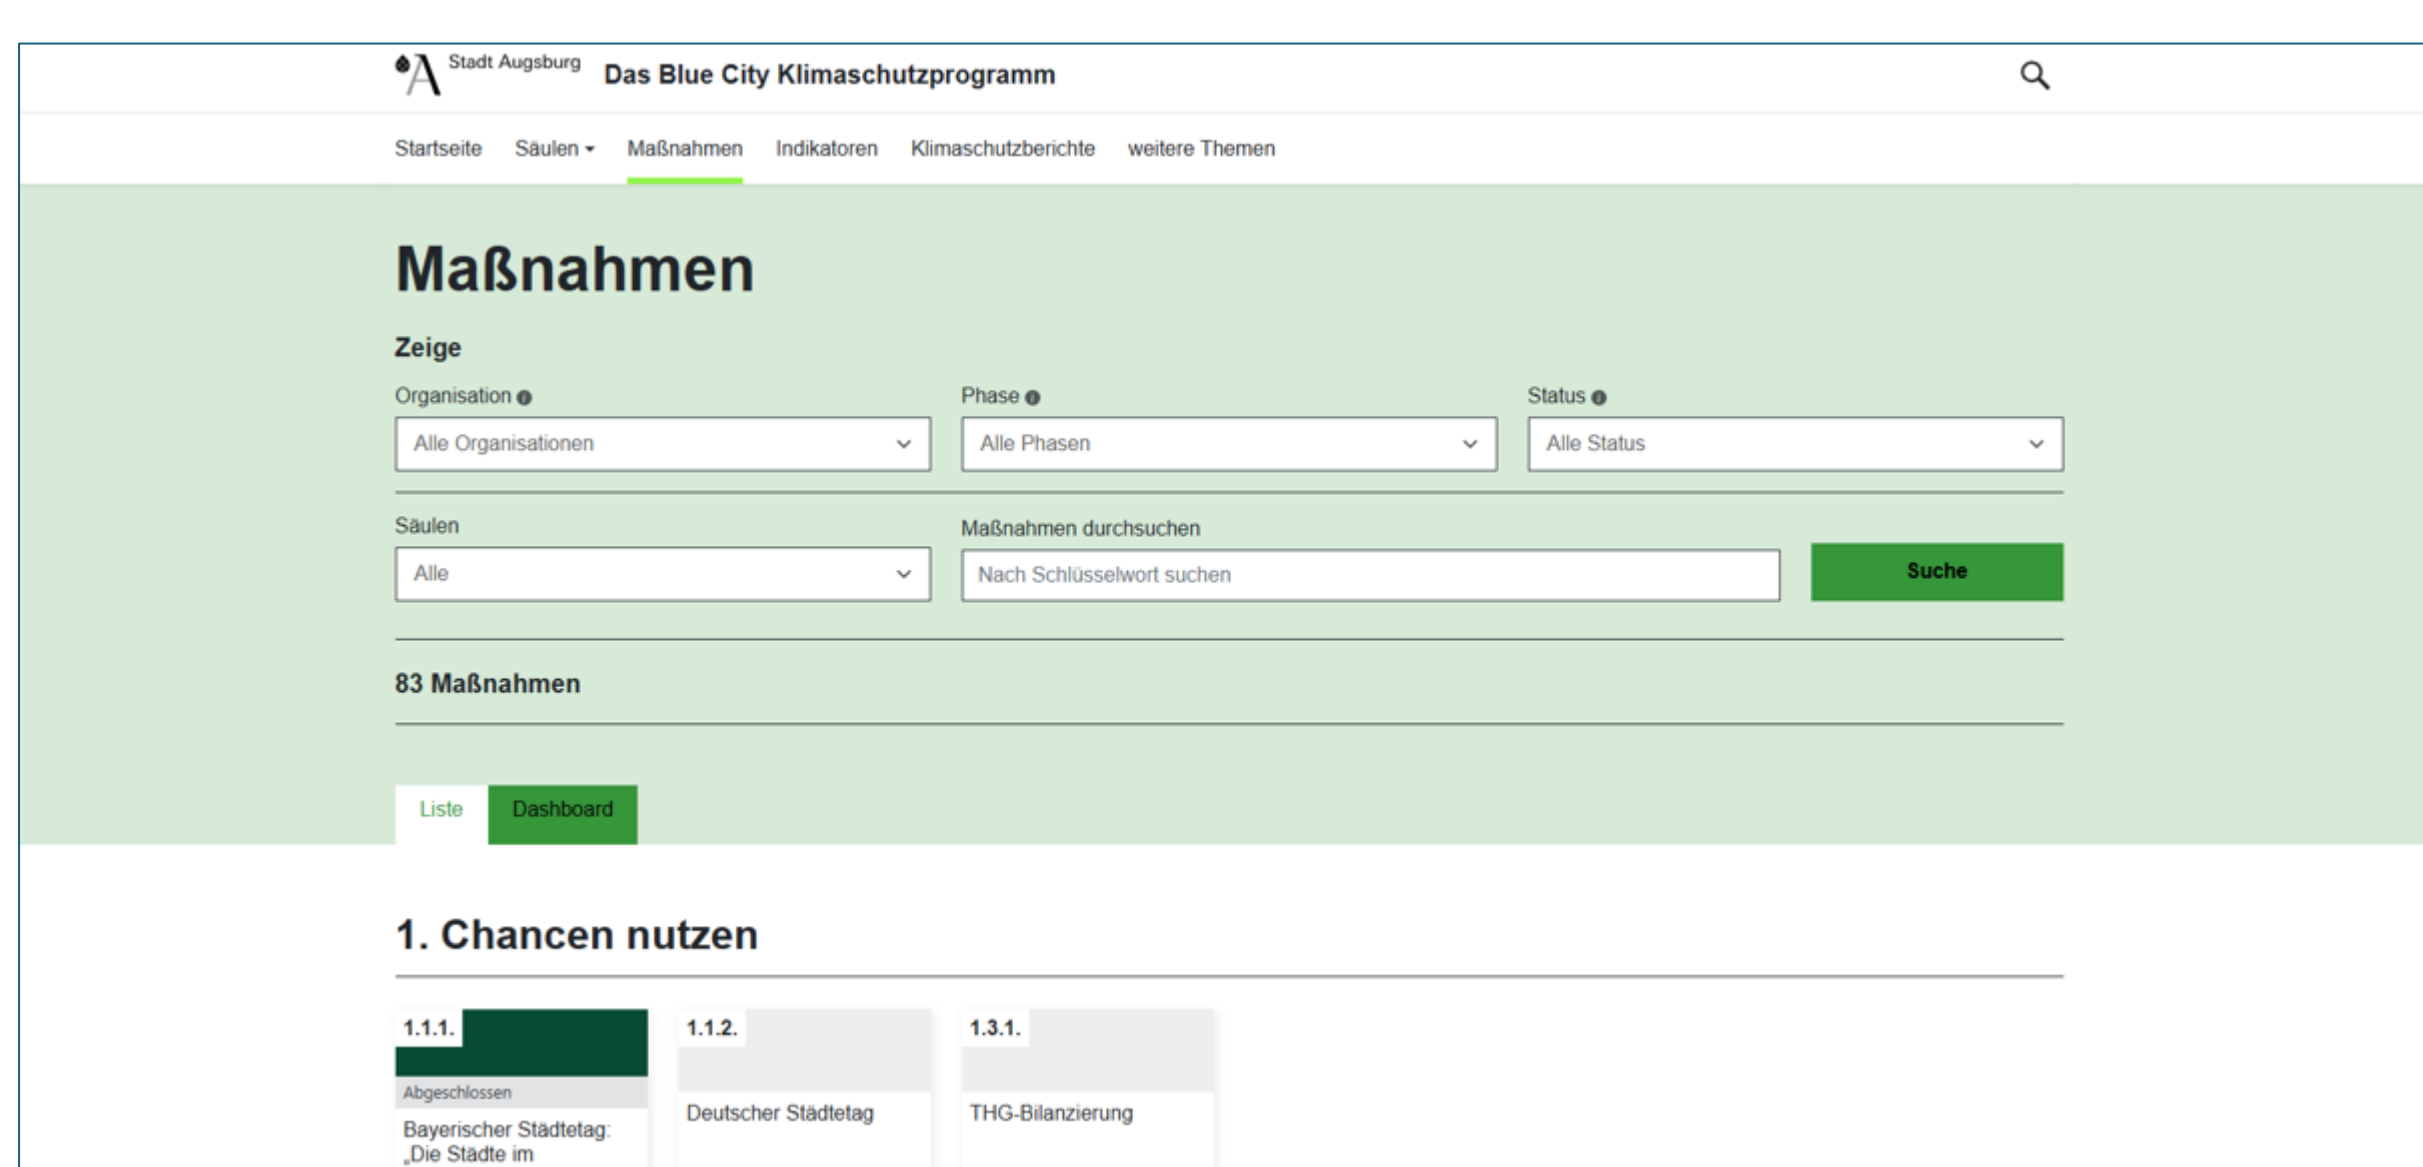 Stadt Augsburg
Das Blue City Klimaschutzprogramm
Startseite Säulen Maßnahmen Indikatoren Klimaschutzberichte weitere Themen
Maßnahmen
Zeige
Organisation Phase Status
Alle Organisationen Alle Phasen Alle Status
Säulen Maßnahmen durchsuchen
Alle Nach Schlüsselwort suchen Suche
83 Maßnahmen
Liste Dashboard
1. Chancen nutzen
1.1.1. 1.1.2. 1.3.1.
Abgeschlossen
Deutscher Städtetag THG-Bilanzierung
Bayerischer Städtetag:
„Die Städte im